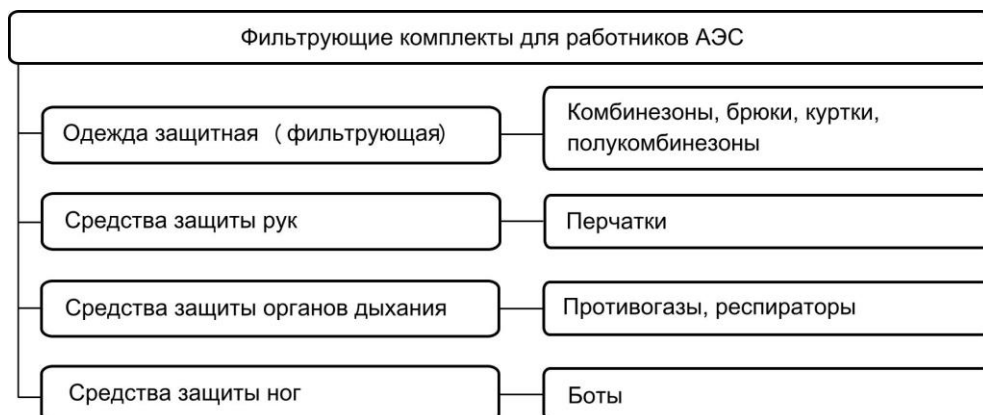 Фильтрующие комплекты для работников АЭС
Одежда защитная ( фильтрующая)
Комбинезоны, брюки, куртки,
полукомбинезоны
Средства защиты рук
Перчатки
Средства защиты органов дыхания
Противогазы, респираторы
Средства защиты ног
Боты